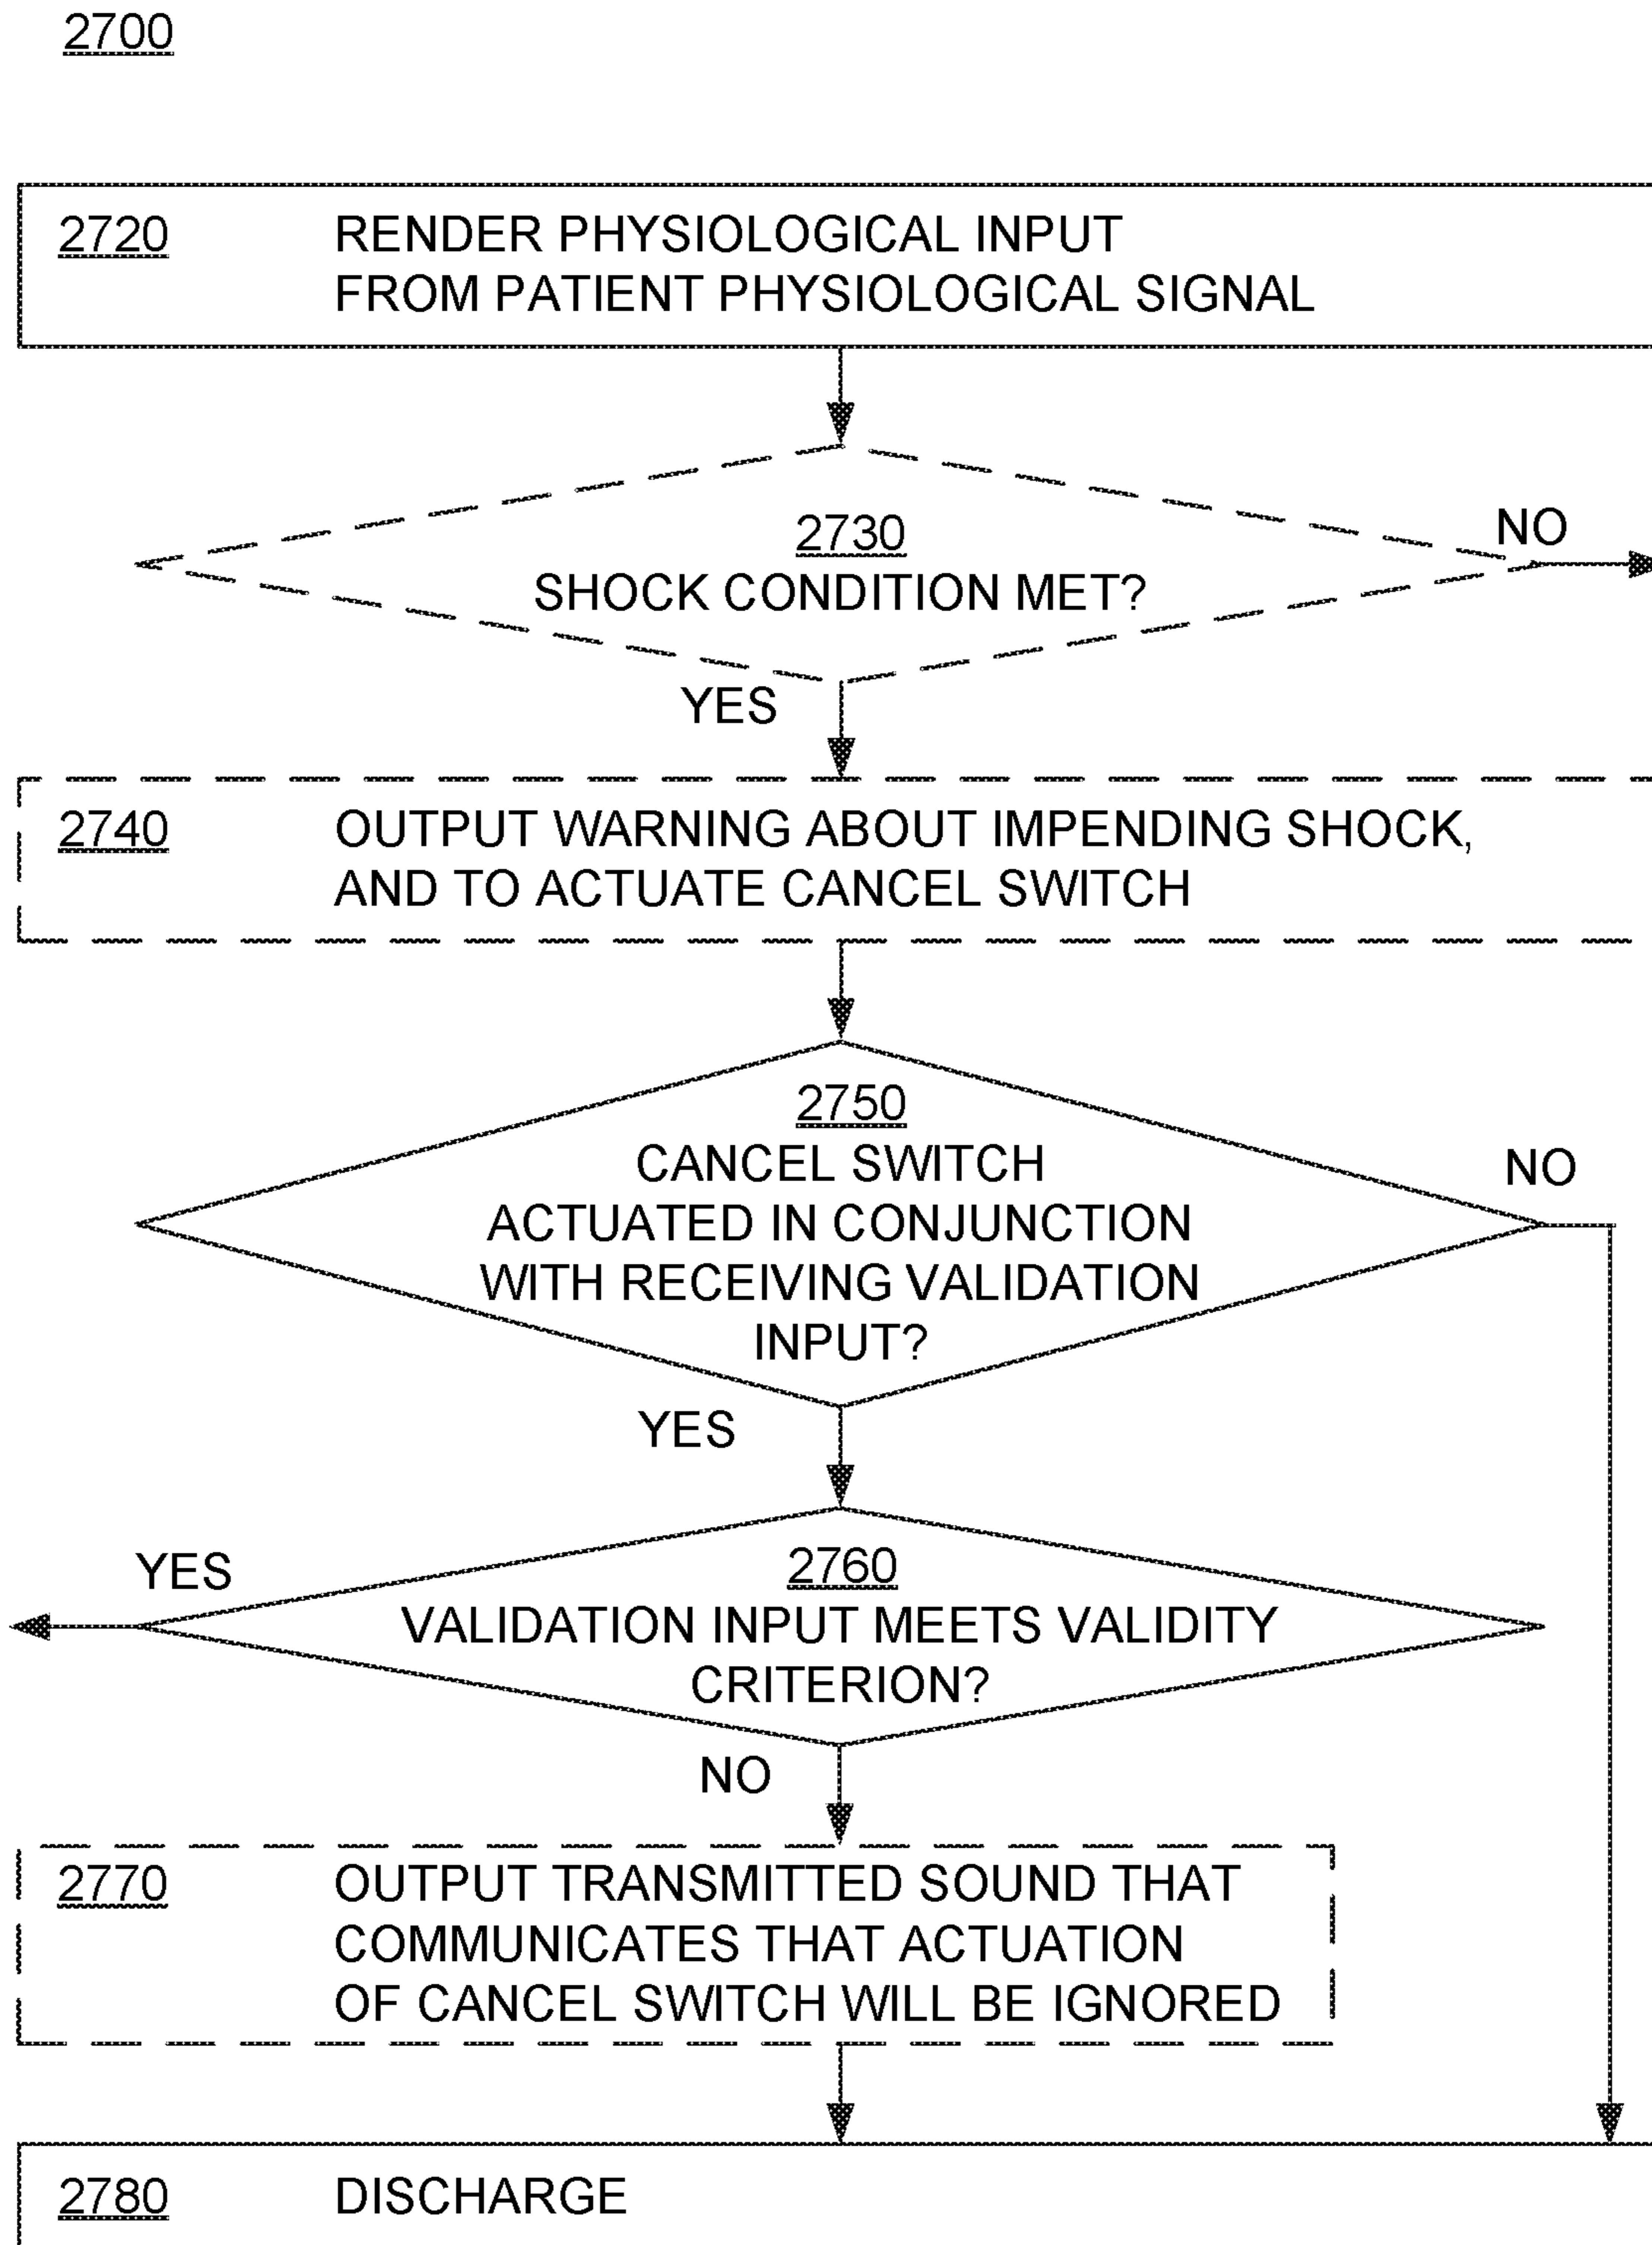 2700
2720 RENDER PHYSIOLOGICAL INPUT
FROM PATIENT PHYSIOLOGICAL SIGNAL
2730
NO
SHOCK CONDITION MET?
YES
2740 OUTPUT WARNING ABOUT IMPENDING SHOCK,
AND TO ACTUATE CANCEL SWITCH
2750
CANCEL SWITCH
NO
ACTUATED IN CONJUNCTION
WITH RECEIVING VALIDATION
INPUT?
YES
2760
YES
VALIDATION INPUT MEETS VALIDITY
CRITERION?
NO
2770 OUTPUT TRANSMITTED SOUND THAT
COMMUNICATES THAT ACTUATION
OF CANCEL SWITCH WILL BE IGNORED
2780 DISCHARGE